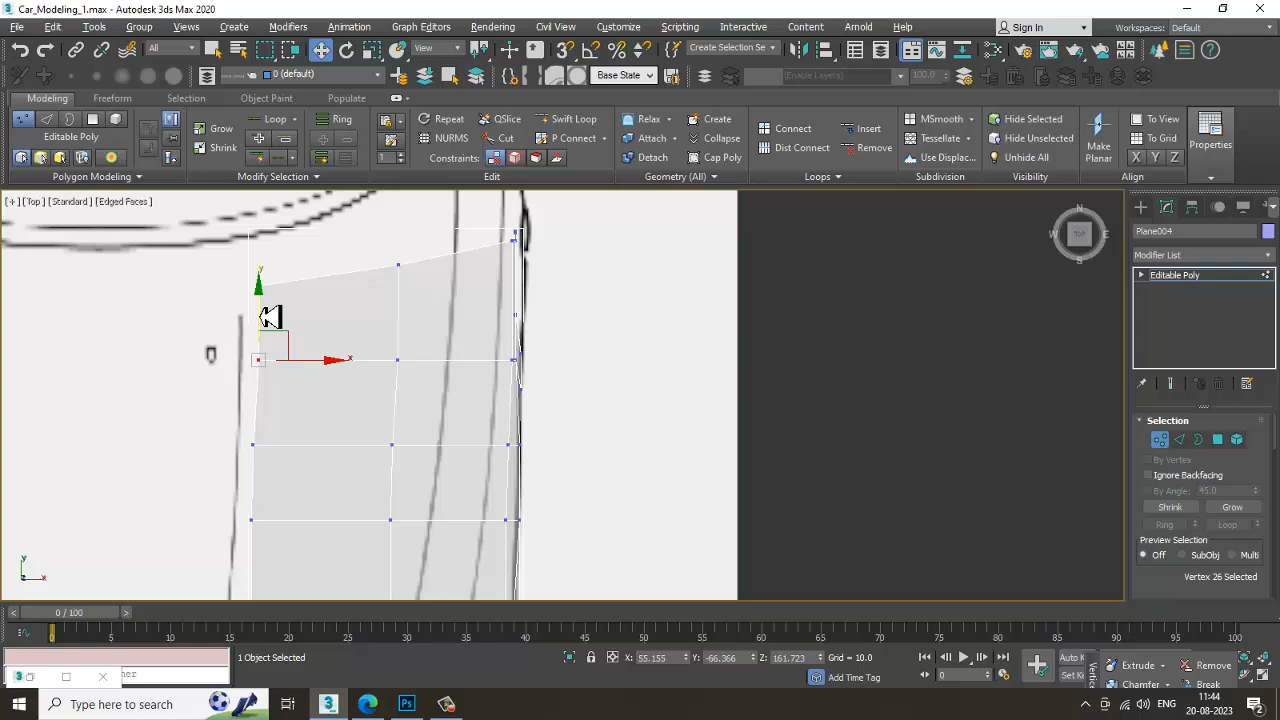 Car_Modeling_1.max - Autodesk 3ds Max 2020
File Edit Tools Group Views Create Modifiers Animation Graph Editors Rendering Civil View Customize Scripting Interactive Content Arnold Help Sign In Workspaces: Default
All View Create Selection Se
0 (default) Base State (Enable Layers) 100.0
Modeling Freeform Selection Object Paint Populate
Grow Loop Ring Repeat QSlice Swift Loop Relax Create Connect Insert MSmooth Hide Selected To View
Editable Poly Shrink NURMS Cut P Connect Attach Collapse Dist Connect Remove Tessellate Hide Unselected Make Planar To Grid Properties
1 Constraints: Detach Cap Poly Use Displac... Unhide All X Y Z
Polygon Modeling Modify Selection Edit Geometry (All) Loops Subdivision Visibility Align
[+] [Top] [Standard] [Edged Faces]
N
W TOP E
S
Plane004
Modifier List
Editable Poly
y
x
Selection
By Vertex
Ignore Backfacing
By Angle: 45.0
Shrink Grow
Ring Loop
Preview Selection
Off SubObj Multi
Vertex 26 Selected
y
z x
0 / 100
0 5 10 15 20 25 30 35 40 45 50 55 60 65 70 75 80 85 90 95 100
1 Object Selected X: 55.155 Y: -66.366 Z: 161.723 Grid = 10.0 Auto K Extrude Remove
Add Time Tag 0 Set Ke Vertex Chamfer Break
Type here to search ENG 11:44
20-08-2023 2